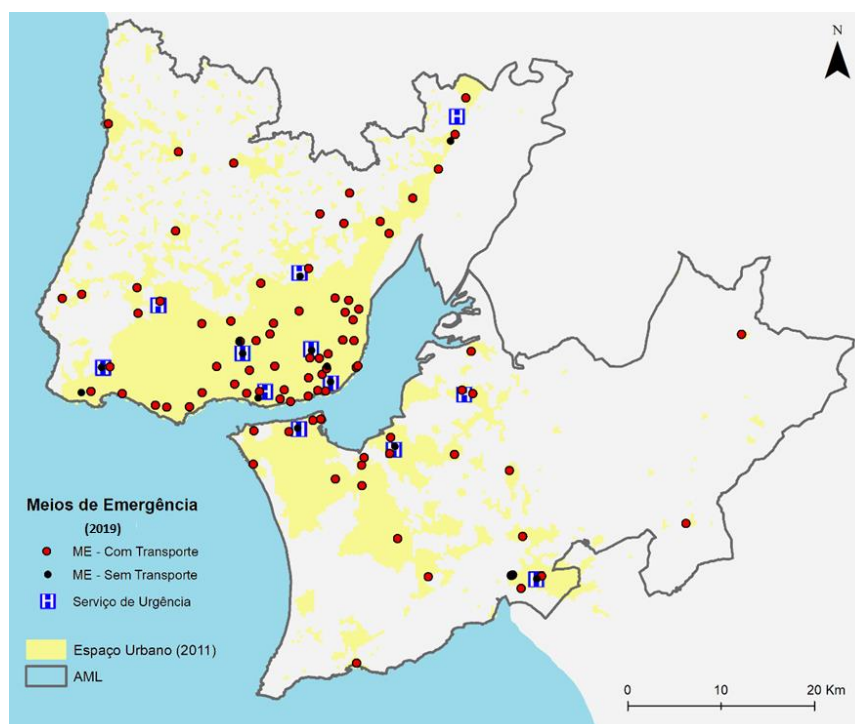 N
Meios de Emergência
(2019)
ME - Com Transporte
ME - Sem Transporte
H Serviço de Urgência
Espaço Urbano (2011)
AML
0 10 20 Km
H
H
H
H
H
H
H
H
H
H
H
H